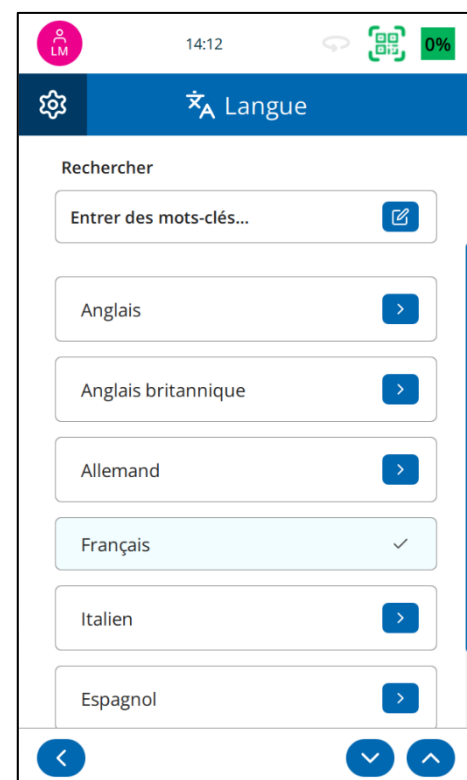 LM
14:12
0%
Langue
Rechercher
Entrer des mots-clés...
Anglais
Anglais britannique
Allemand
Français
Italien
Espagnol